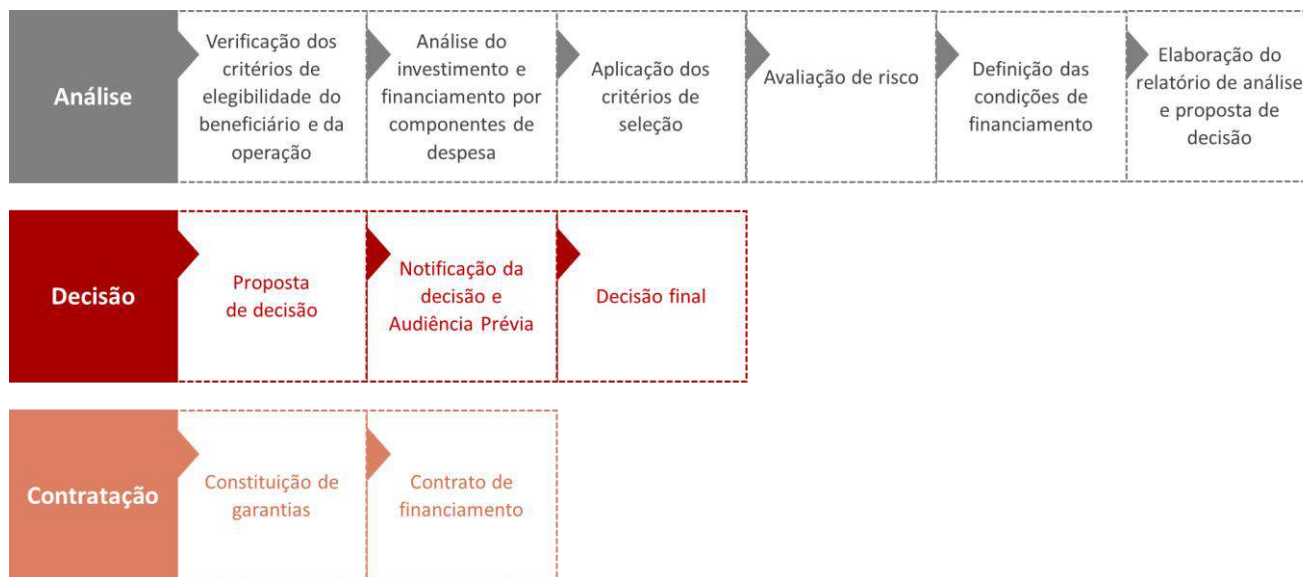 Análise
Verificação dos
critérios de
elegibilidade do
beneficiário e da
operação
Análise do
investimento e
financiamento por
componentes de
despesa
Aplicação dos
critérios de
seleção
Avaliação de risco
Definição das
condições de
financiamento
Elaboração do
relatório de análise
e proposta de
decisão
Decisão
Proposta
de decisão
Notificação da
decisão e
Audiência Prévia
Decisão final
Contratação
Constituição de
garantias
Contrato de
financiamento